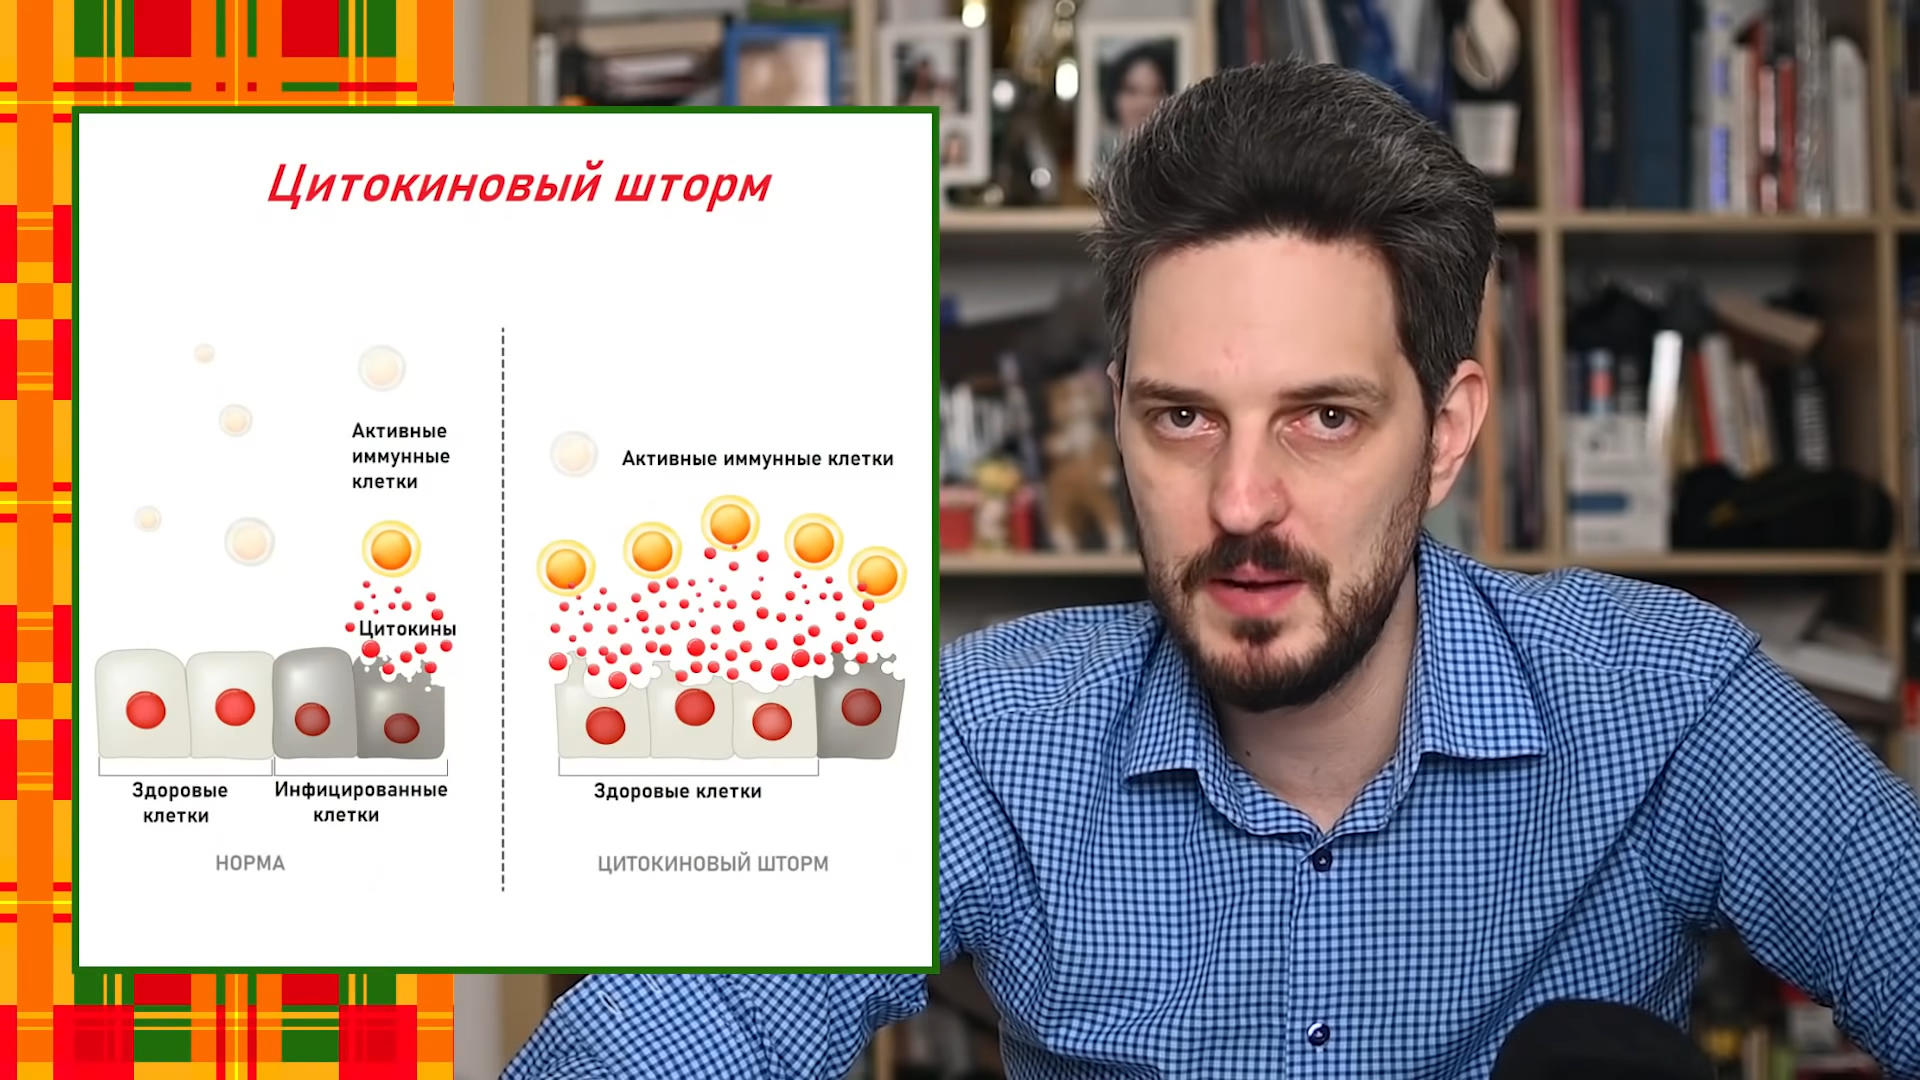 Цитокиновый шторм
Активные
иммунные
клетки
Цитокины
Здоровые
клетки
Инфицированные
клетки
НОРМА
Активные иммунные клетки
Здоровые клетки
ЦИТОКИНОВЫЙ ШТОРМ